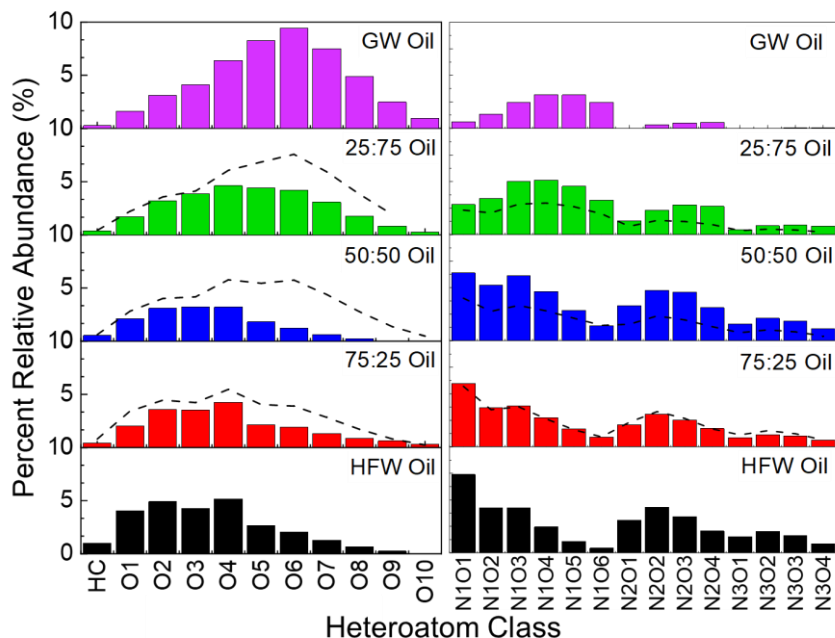 Percent Relative Abundance (%)
10
5
GW Oil
GW Oil
10
5
25:75 Oil
25:75 Oil
10
5
50:50 Oil
50:50 Oil
10
5
75:25 Oil
75:25 Oil
10
5
0
HFW Oil
HFW Oil
HC O1 O2 O3 O4 O5 O6 O7 O8 O9 O10
N1O1 N1O2 N1O3 N1O4 N1O5 N1O6 N2O1 N2O2 N2O3 N2O4 N3O1 N3O2 N3O3 N3O4
Heteroatom Class